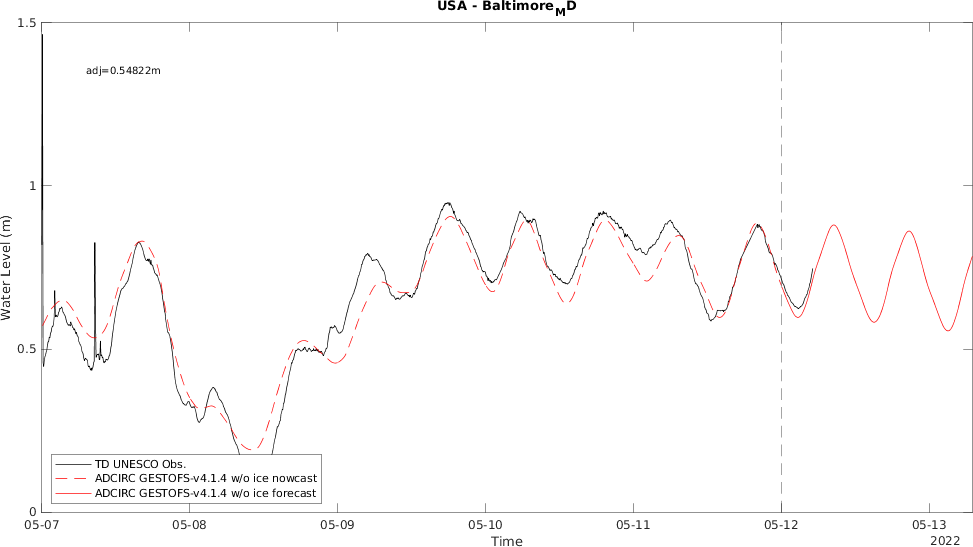 USA - Baltimore_MD
1.5
adj=0.54822m
1
Water Level (m)
0.5
TD UNESCO Obs.
ADCIRC GESTOFS-v4.1.4 w/o ice nowcast
ADCIRC GESTOFS-v4.1.4 w/o ice forecast
0
05-07 05-08 05-09 05-10 05-11 05-12 05-13
Time
2022